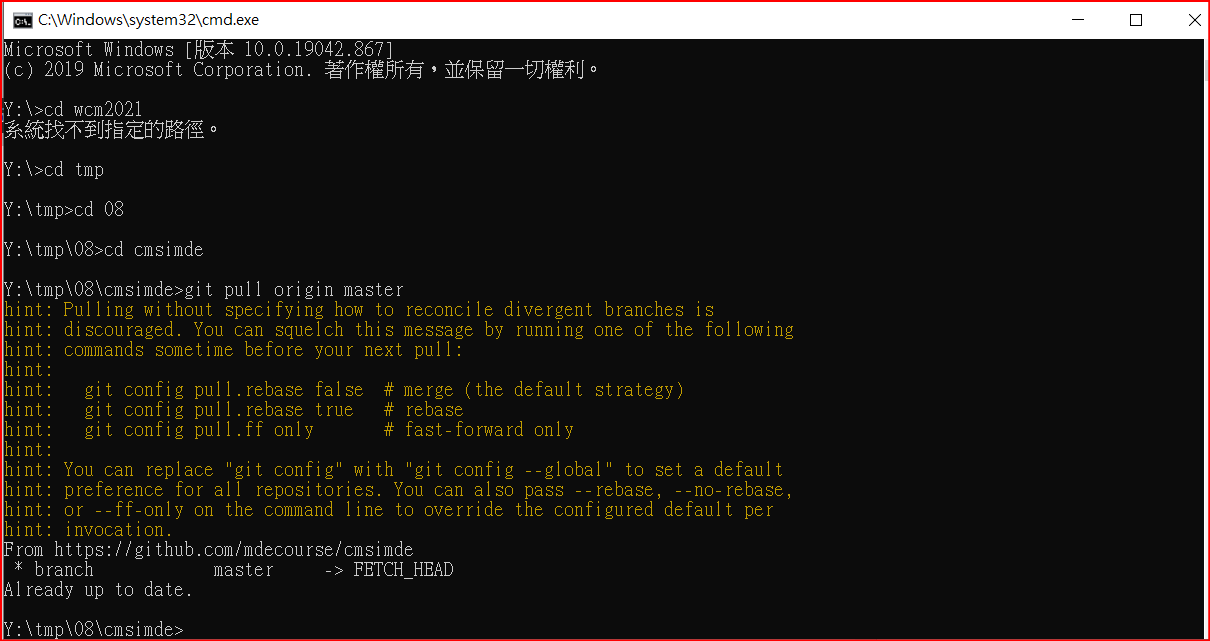 C:\Windows\system32\cmd.exe
Microsoft Windows [版本 10.0.19042.867]
(c) 2019 Microsoft Corporation. 著作權所有，並保留一切權利。
Y:\>cd wcm2021
系統找不到指定的路徑。
Y:\>cd tmp
Y:\tmp>cd 08
Y:\tmp\08>cd cmsimde
Y:\tmp\08\cmsimde>git pull origin master
hint: Pulling without specifying how to reconcile divergent branches is
hint: discouraged. You can squelch this message by running one of the following
hint: commands sometime before your next pull:
hint:
hint:   git config pull.rebase false  # merge (the default strategy)
hint:   git config pull.rebase true   # rebase
hint:   git config pull.ff only       # fast-forward only
hint:
hint: You can replace "git config" with "git config --global" to set a default
hint: preference for all repositories. You can also pass --rebase, --no-rebase,
hint: or --ff-only on the command line to override the configured default per
hint: invocation.
From https://github.com/mdecourse/cmsimde
 * branch            master     -> FETCH_HEAD
Already up to date.
Y:\tmp\08\cmsimde>